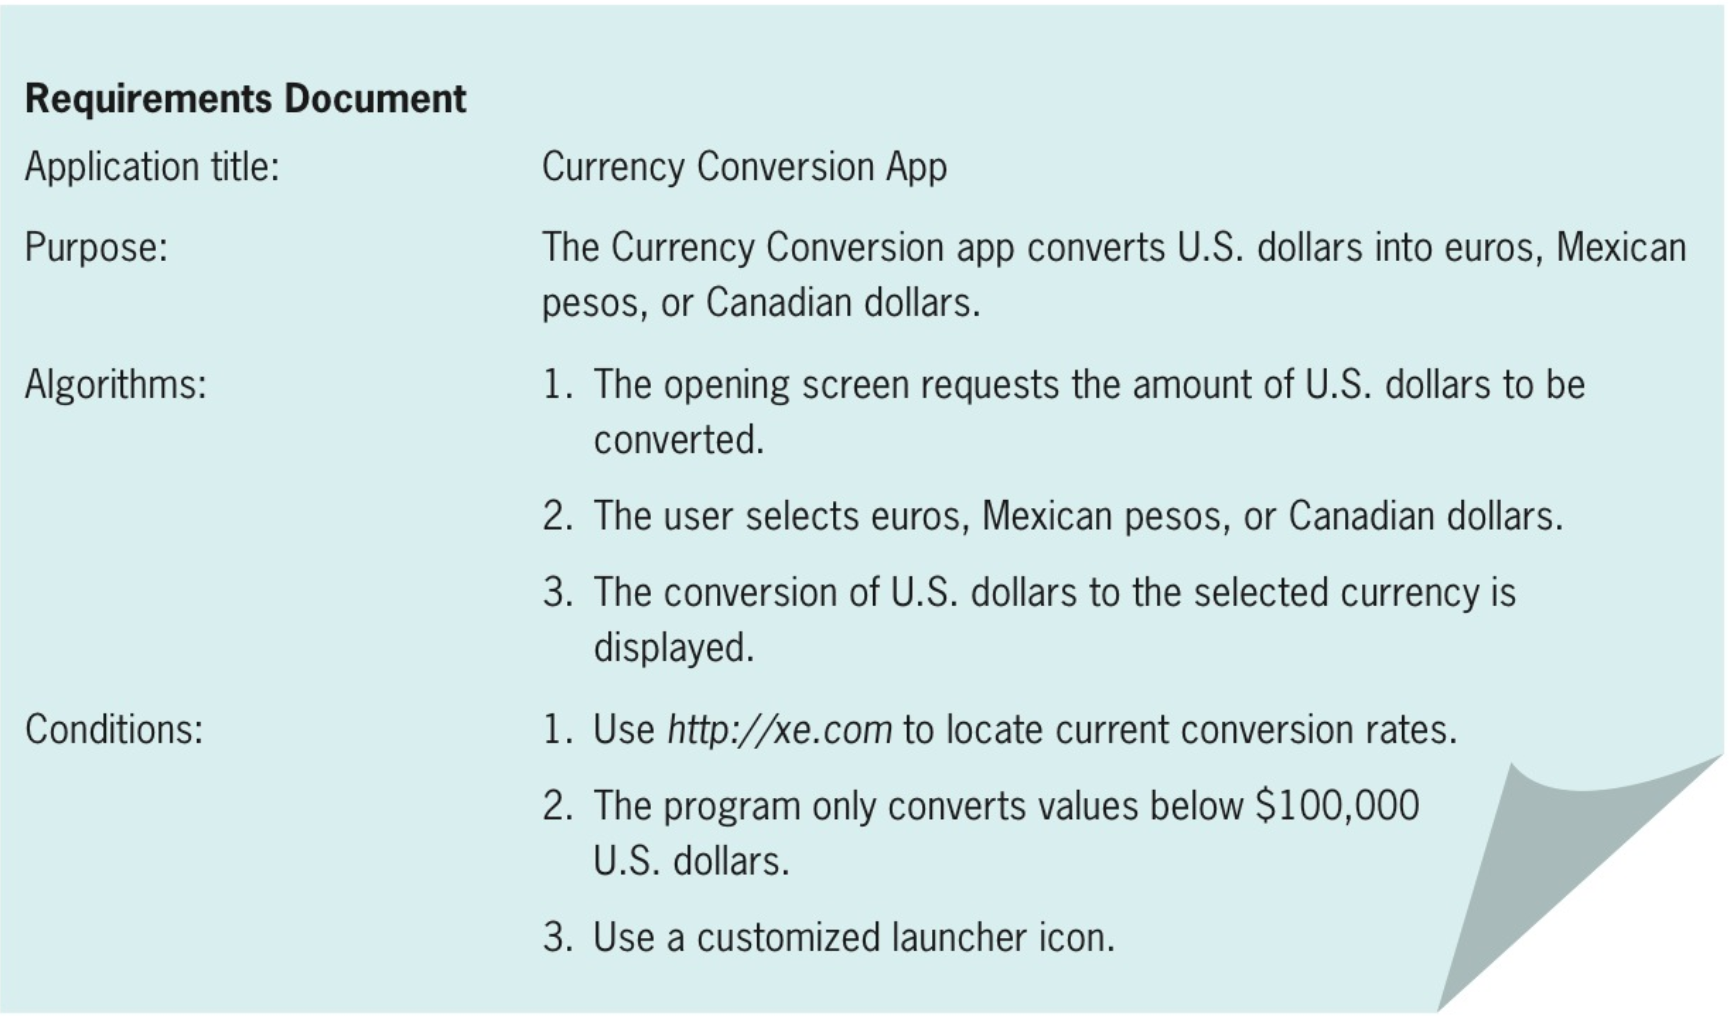 Requirements Document
Application title: Currency Conversion App
Purpose: The Currency Conversion app converts U.S. dollars into euros, Mexican
pesos, or Canadian dollars.
Algorithms: 1. The opening screen requests the amount of U.S. dollars to be
converted.
2. The user selects euros, Mexican pesos, or Canadian dollars.
3. The conversion of U.S. dollars to the selected currency is
displayed.
Conditions: 1. Use http://xe.com to locate current conversion rates.
2. The program only converts values below $100,000
U.S. dollars.
3. Use a customized launcher icon.